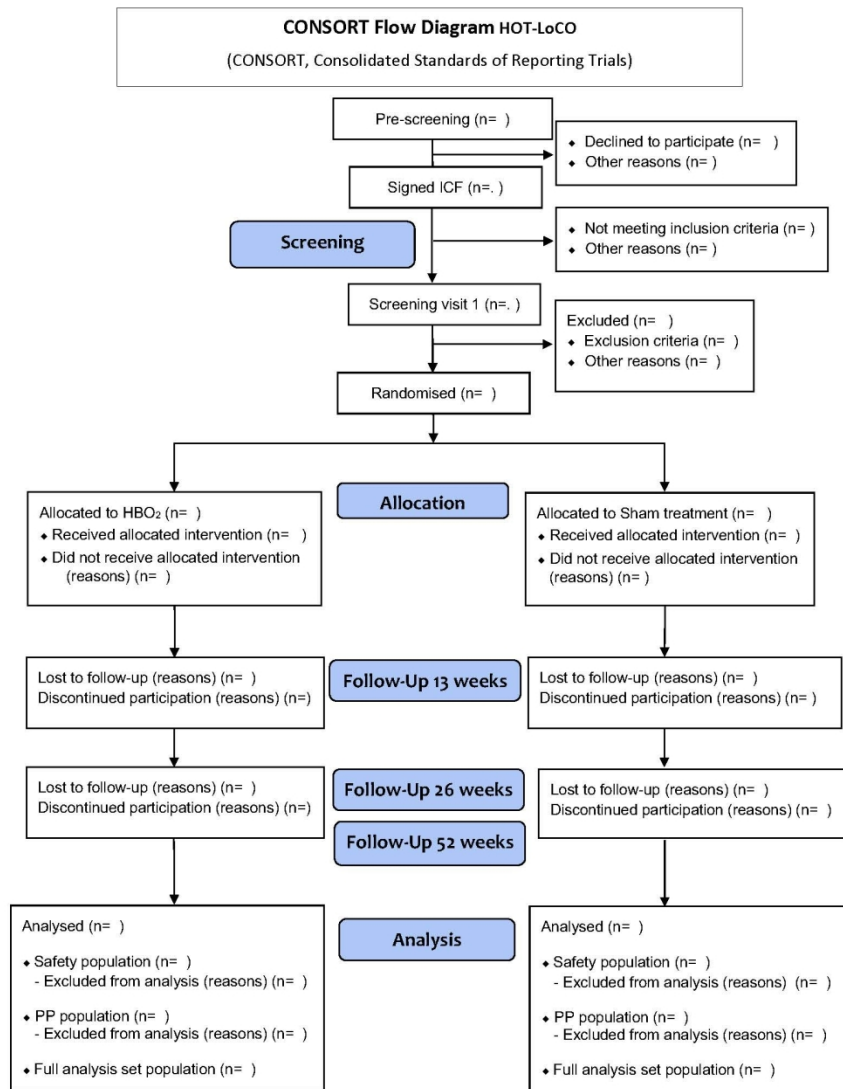 CONSORT Flow Diagram HOT-LoCO
(CONSORT, Consolidated Standards of Reporting Trials)
Pre-screening (n=  )
⬥ Declined to participate (n=  )
⬥ Other reasons (n= )
Signed ICF (n=. )
Screening
⬥ Not meeting inclusion criteria (n= )
⬥ Other reasons (n= )
Screening visit 1 (n=. )
Excluded (n=  )
⬥ Exclusion criteria (n=  )
⬥ Other reasons (n=  )
Randomised (n=  )
Allocation
Allocated to HBO₂ (n=  )
⬥ Received allocated intervention (n=  )
⬥ Did not receive allocated intervention
(reasons) (n=  )
Allocated to Sham treatment (n=  )
⬥ Received allocated intervention (n=  )
⬥ Did not receive allocated intervention
(reasons) (n= )
Lost to follow-up (reasons) (n=  )
Discontinued participation (reasons) (n=)
Follow-Up 13 weeks
Lost to follow-up (reasons) (n=  )
Discontinued participation (reasons) (n= )
Lost to follow-up (reasons) (n=  )
Discontinued participation (reasons) (n=)
Follow-Up 26 weeks
Lost to follow-up (reasons) (n=  )
Discontinued participation (reasons) (n=  )
Follow-Up 52 weeks
Analysis
Analysed (n=  )
⬥ Safety population (n=  )
- Excluded from analysis (reasons) (n=  )
⬥ PP population (n=  )
- Excluded from analysis (reasons) (n=  )
⬥ Full analysis set population (n=  )
Analysed (n=  )
⬥ Safety population (n=  )
- Excluded from analysis (reasons)  (n=  )
⬥ PP population (n=  )
- Excluded from analysis (reasons) (n=  )
⬥ Full analysis set population (n=  )